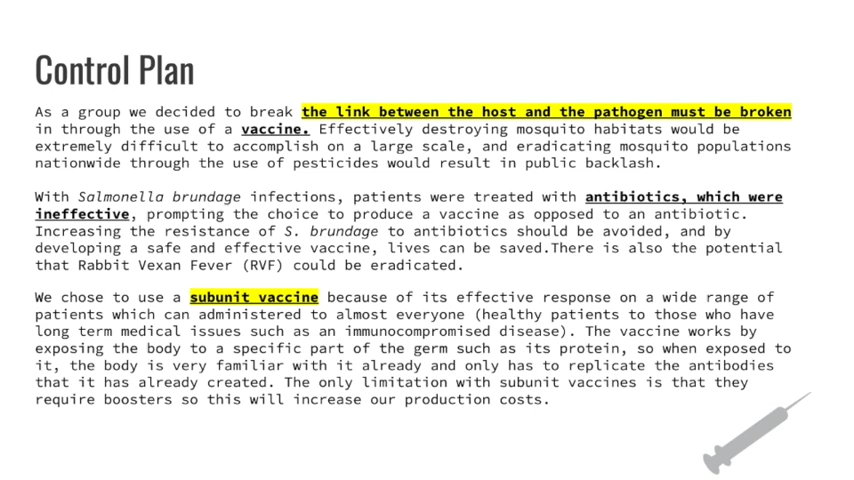 Control Plan
As a group we decided to break the link between the host and the pathogen must be broken
in through the use of a vaccine. Effectively destroying mosquito habitats would be
extremely difficult to accomplish on a large scale, and eradicating mosquito populations
nationwide through the use of pesticides would result in public backlash.
With Salmonella brundage infections, patients were treated with antibiotics, which were
ineffective, prompting the choice to produce a vaccine as opposed to an antibiotic.
Increasing the resistance of S. brundage to antibiotics should be avoided, and by
developing a safe and effective vaccine, lives can be saved.There is also the potential
that Rabbit Vexan Fever (RVF) could be eradicated.
We chose to use a subunit vaccine because of its effective response on a wide range of
patients which can administered to almost everyone (healthy patients to those who have
long term medical issues such as an immunocompromised disease). The vaccine works by
exposing the body to a specific part of the germ such as its protein, so when exposed to
it, the body is very familiar with it already and only has to replicate the antibodies
that it has already created. The only limitation with subunit vaccines is that they
require boosters so this will increase our production costs.